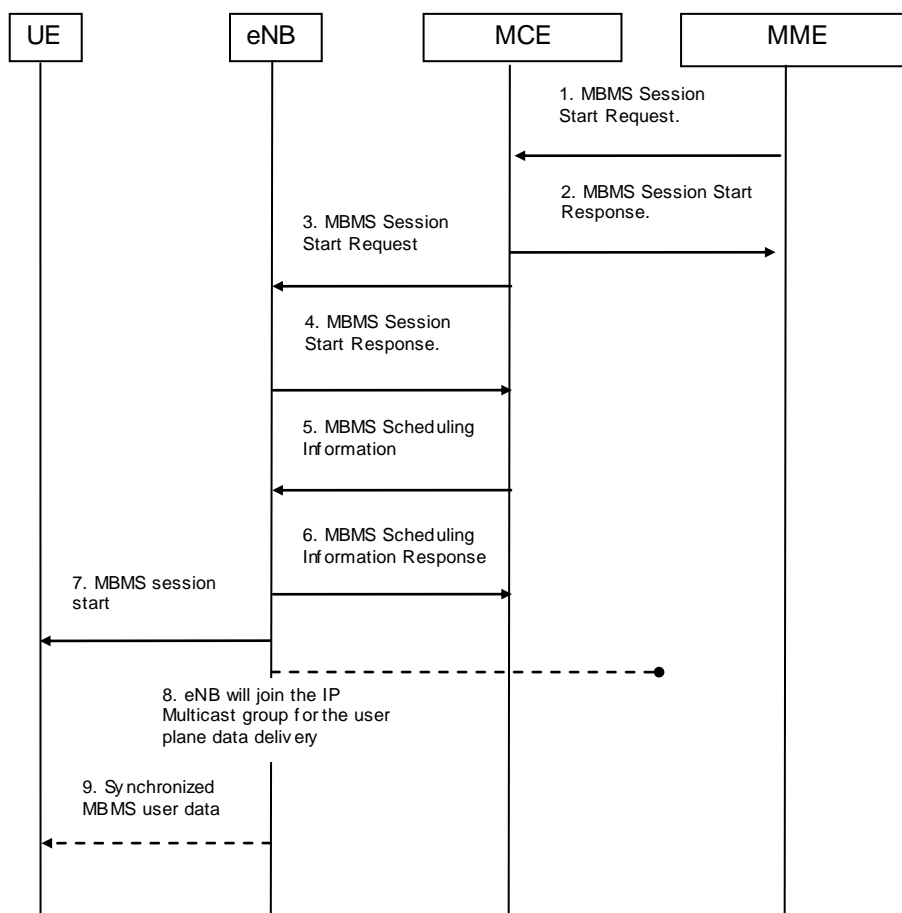 UE
eNB
MCE
MME
1. MBMS Session
Start Request.
2. MBMS Session Start
Response.
3. MBMS Session
Start Request
4. MBMS Session
Start Response.
5. MBMS Scheduling
Information
6. MBMS Scheduling
Information Response
7. MBMS session
start
8. eNB will join the IP
Multicast group for the user
plane data delivery
9. Synchronized
MBMS user data